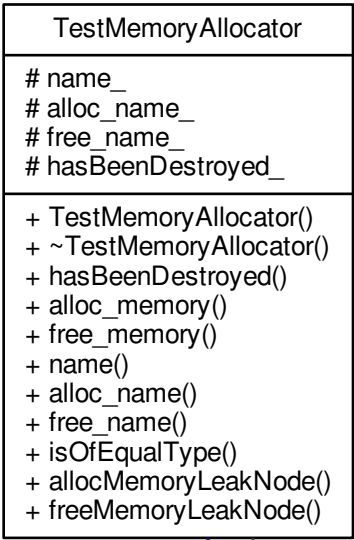 TestMemoryAllocator
# name_
# alloc_name_
# free_name_
# hasBeenDestroyed_
+ TestMemoryAllocator()
+ ~TestMemoryAllocator()
+ hasBeenDestroyed()
+ alloc_memory()
+ free_memory()
+ name()
+ alloc_name()
+ free_name()
+ isOfEqualType()
+ allocMemoryLeakNode()
+ freeMemoryLeakNode()